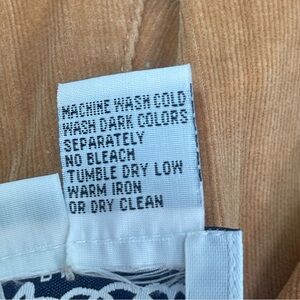 MACHINE WASH COLD
WASH DARK COLORS
SEPARATELY
NO BLEACH
TUMBLE DRY LOW
WARM IRON
OR DRY CLEAN